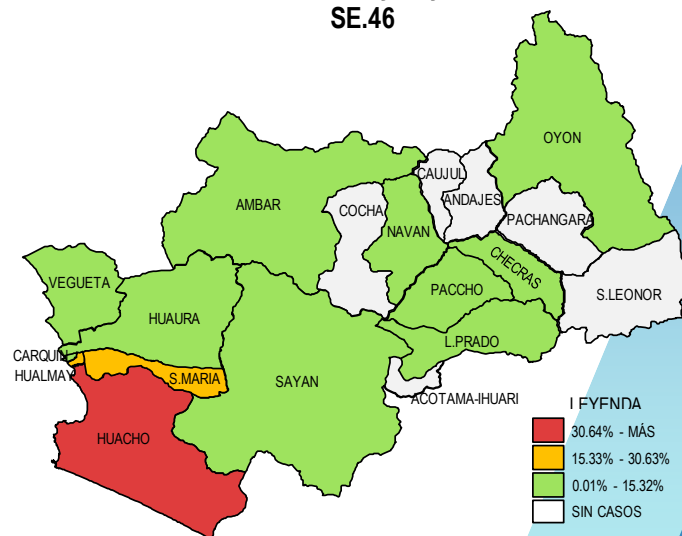 SE.46
OYON
CAUJUL
ANDAJES
AMBAR
COCHA
PACHANGARA
NAVAN
CHECRAS
VEGUETA
PACCHO
S.LEONOR
HUAURA
L.PRADO
CARQUIN
HUALMAY
S.MARIA
SAYAN
ACOTAMA-IHUARI
HUACHO
LEYENDA
30.64% - MÁS
15.33% - 30.63%
0.01% - 15.32%
SIN CASOS